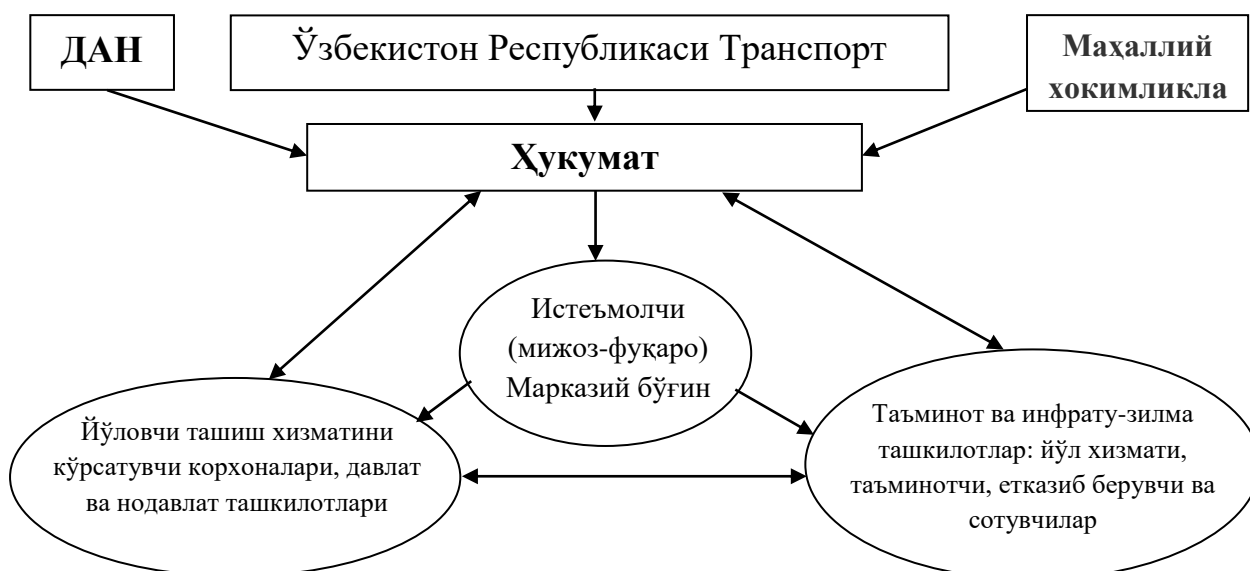 ДАН
Ўзбекистон Республикаси Транспорт
Маҳаллий
хокимликла
Ҳукумат
Истеъмолчи
(мижоз-фуқаро)
Марказий бўғин
Йўловчи ташиш хизматини
кўрсатувчи корхоналари, давлат
ва нодавлат ташкилотлари
Таъминот ва инфрату-зилма
ташкилотлар: йўл хизмати,
таъминотчи, етказиб берувчи ва
сотувчилар